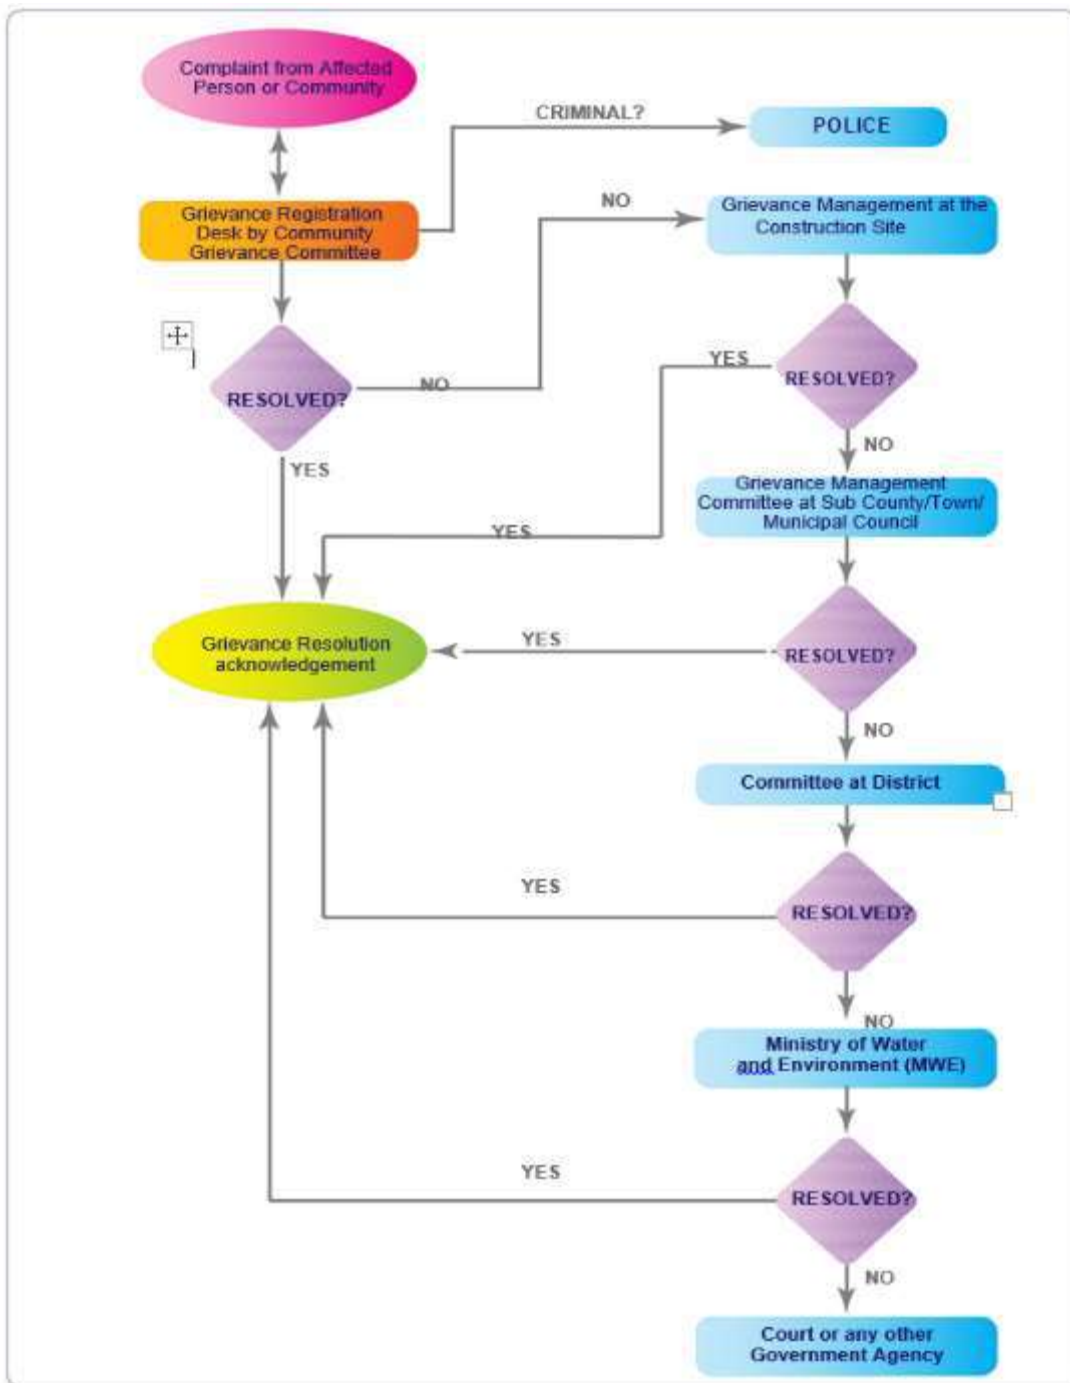 Complaint from Affected
Person or Community
CRIMINAL?
POLICE
Grievance Registration
Desk by Community
Grievance Committee
NO
Grievance Management at the
Construction Site
RESOLVED?
NO
YES
RESOLVED?
YES
NO
Grievance Management
Committee at Sub County/Town/
Municipal Council
YES
Grievance Resolution
acknowledgement
YES
RESOLVED?
NO
Committee at District
YES
RESOLVED?
NO
Ministry of Water
and Environment (MWE)
YES
RESOLVED?
NO
Court or any other
Government Agency